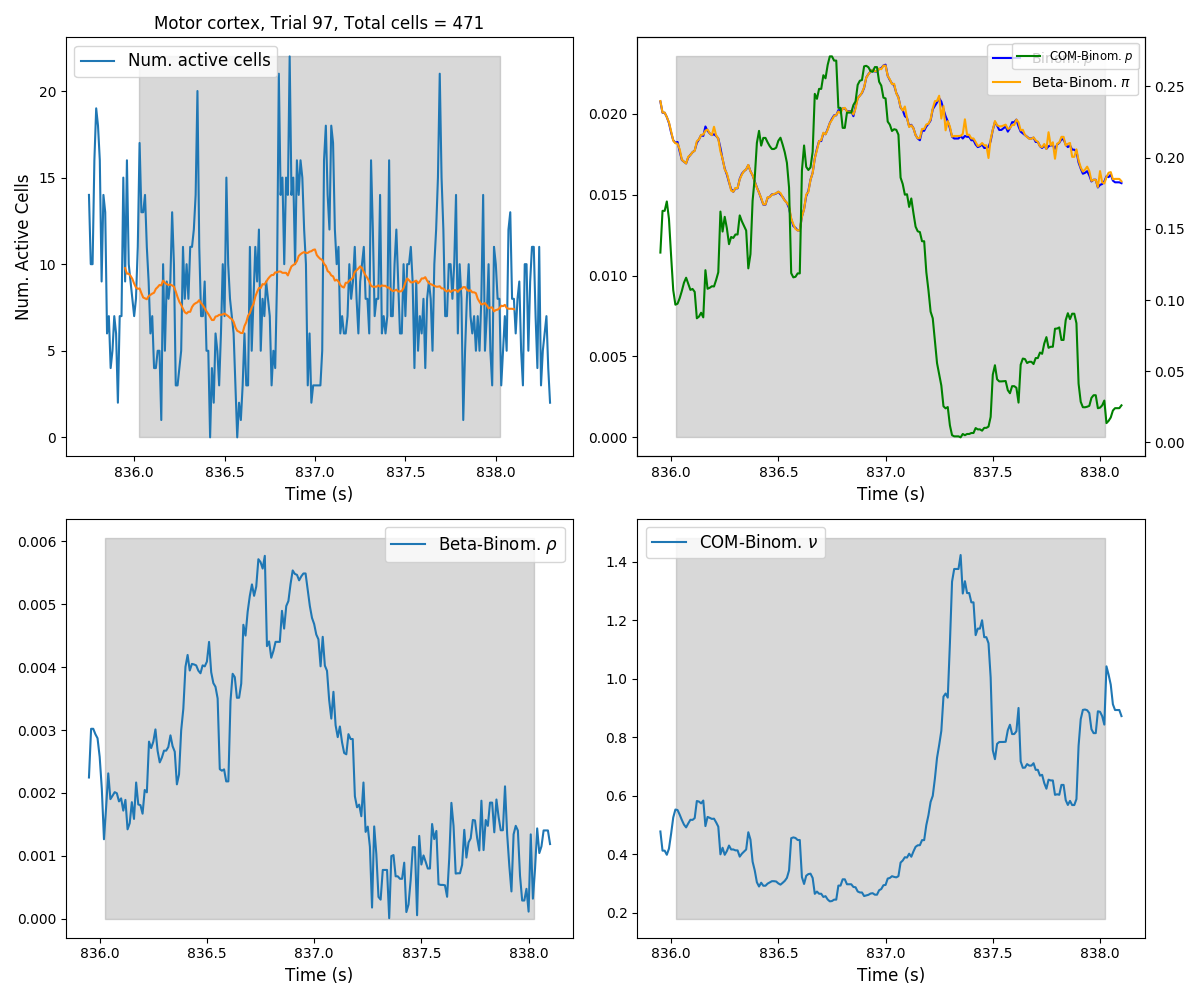 Motor cortex, Trial 97, Total cells = 471
Num. active cells
Num. Active Cells
20
15
10
5
0
836.0 836.5 837.0 837.5 838.0
Time (s)
COM-Binom. p
Beta-Binom. π
0.020
0.015
0.010
0.005
0.000
0.25
0.20
0.15
0.10
0.05
0.00
836.0 836.5 837.0 837.5 838.0
Time (s)
Beta-Binom. ρ
0.006
0.005
0.004
0.003
0.002
0.001
0.000
836.0 836.5 837.0 837.5 838.0
Time (s)
COM-Binom. ν
1.4
1.2
1.0
0.8
0.6
0.4
0.2
836.0 836.5 837.0 837.5 838.0
Time (s)